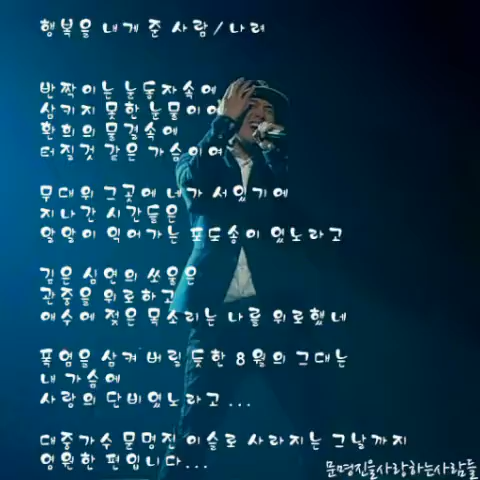 행복을 내게 준 사람 / 나려
반짝이는 눈동자속에
삼키지 못한 눈물이여
환희의 물결속에
터질것 같은 가슴이여
무대위 그곳에 네가 서있기에
지나간 시간들은
알알이 익어가는 포도송이 였노라고
깊은 심연의 쏘울은
관중을 위로하고
애수에 젖은 목소리는 나를 위로했네
폭염을 삼켜 버릴 듯한 8월의 그대는
내 가슴에
사랑의 단비였노라고...
대중가수 문명진 이슬로 사라지는 그날까지
영원한 편입니다...
문명진을사랑하는사람들